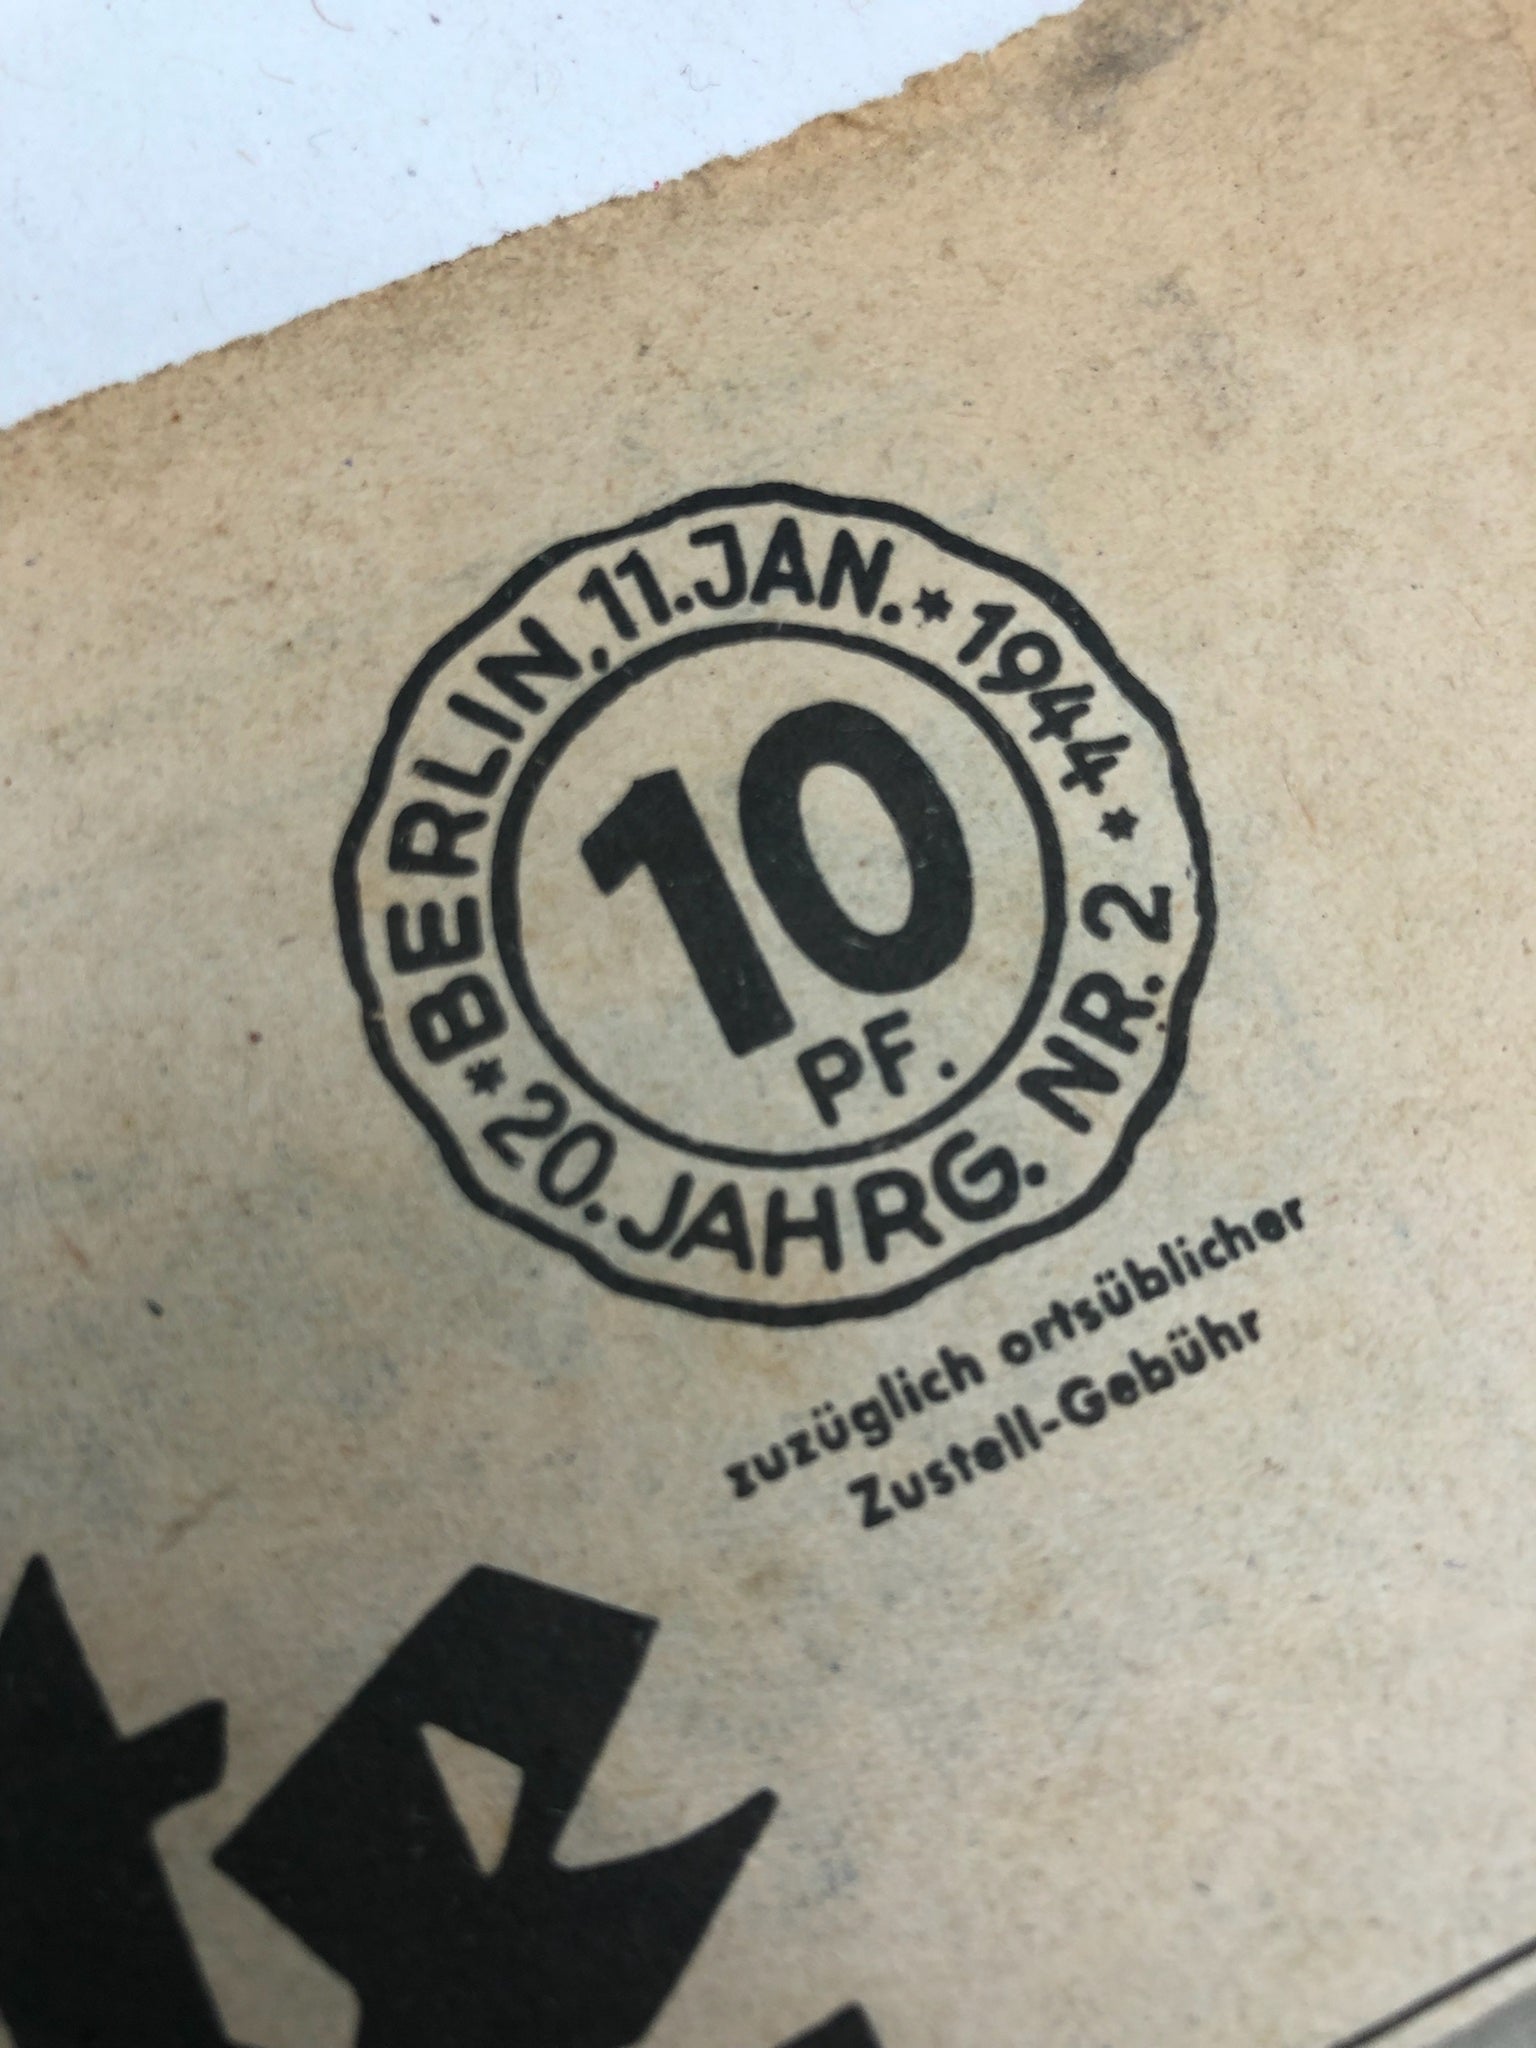 BERLIN, 11. JAN. * 1944 * NR. 2
* 20. JAHRG.
10
PF.
zuzüglich ortsüblicher
Zustell-Gebühr